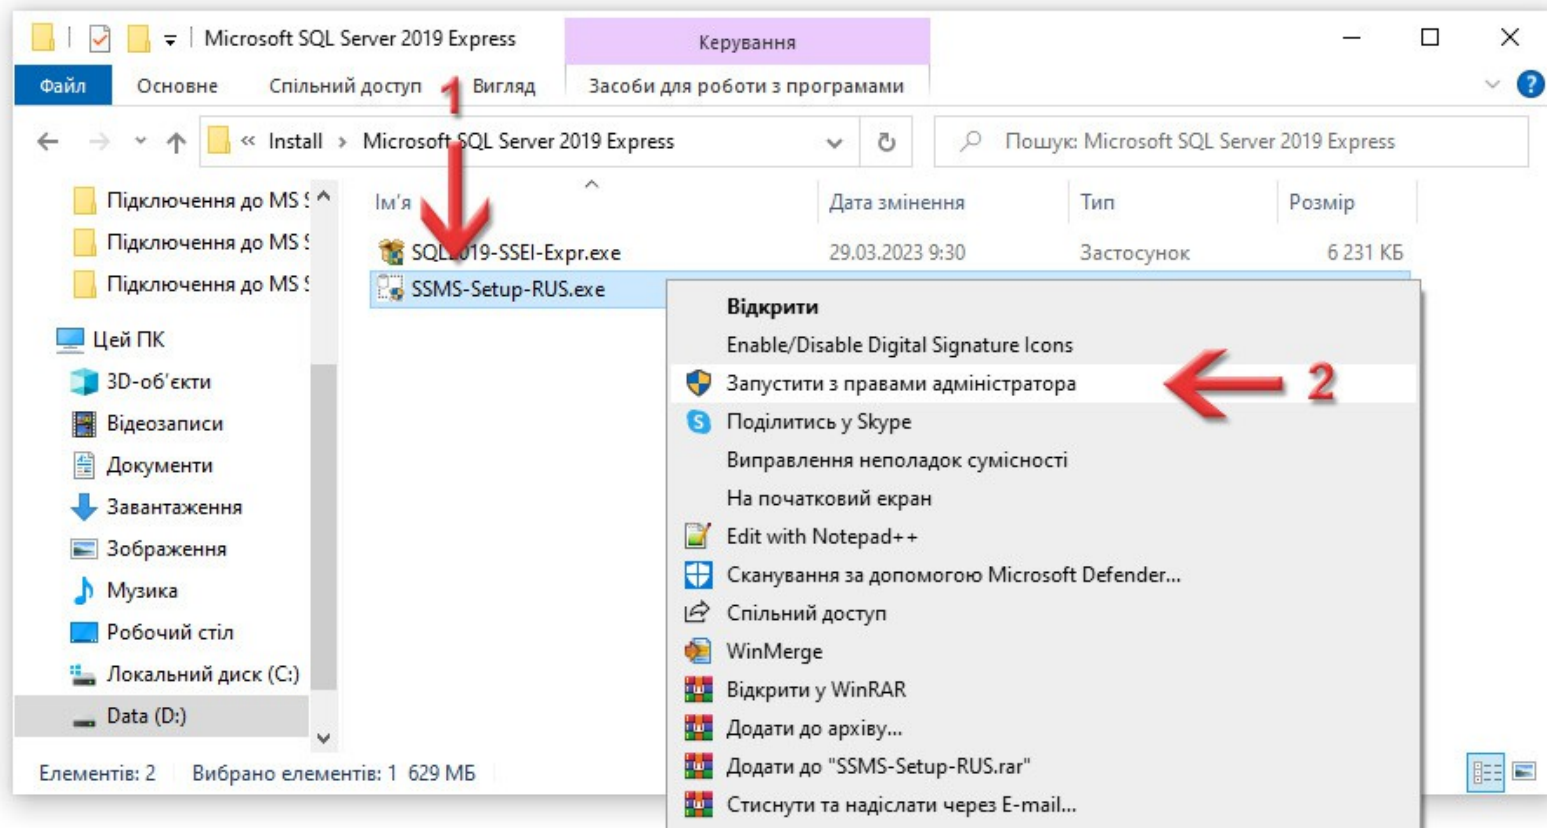 Microsoft SQL Server 2019 Express
Керування
Файл Основне Спільний доступ Вигляд Засоби для роботи з програмами ?
1
« Install › Microsoft SQL Server 2019 Express
Пошук: Microsoft SQL Server 2019 Express
Підключення до MS
Підключення до MS
Підключення до MS
Цей ПК
3D-об'єкти
Відеозаписи
Документи
Завантаження
Зображення
Музика
Робочий стіл
Локальний диск (C:)
Data (D:)
Ім'я Дата змінення Тип Розмір
SQL2019-SSEI-Expr.exe 29.03.2023 9:30 Застосунок 6 231 КБ
SSMS-Setup-RUS.exe
Відкрити
Enable/Disable Digital Signature Icons
Запустити з правами адміністратора
2
Поділитись у Skype
Виправлення неполадок сумісності
На початковий екран
Edit with Notepad++
Сканування за допомогою Microsoft Defender...
Спільний доступ
WinMerge
Відкрити у WinRAR
Додати до архіву...
Додати до "SSMS-Setup-RUS.rar"
Стиснути та надіслати через E-mail...
Елементів: 2 Вибрано елементів: 1 629 МБ